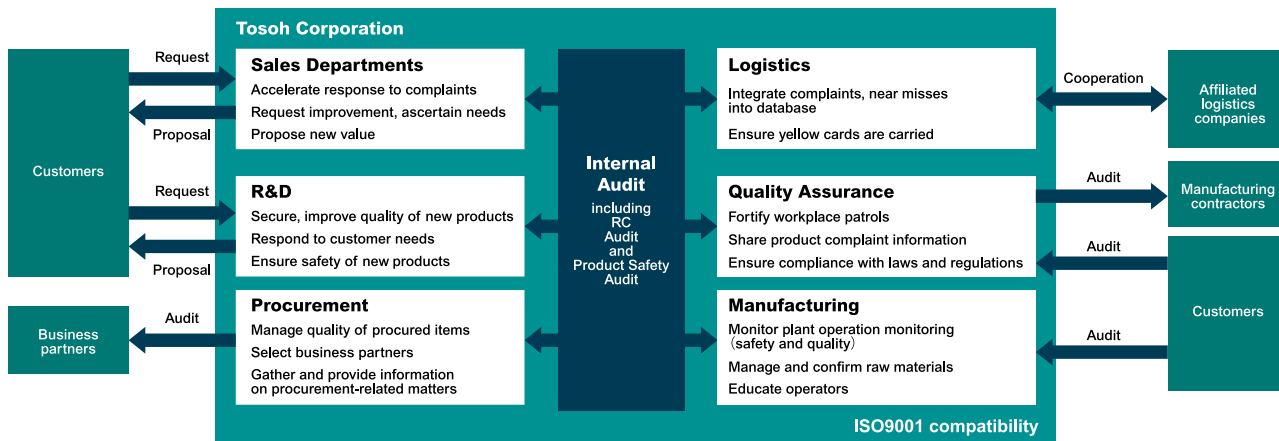 Tosoh Corporation
Customers
Request
Proposal
Request
Proposal
Business
partners
Audit
Sales Departments
Accelerate response to complaints
Request improvement, ascertain needs
Propose new value
R&D
Secure, improve quality of new products
Respond to customer needs
Ensure safety of new products
Procurement
Manage quality of procured items
Select business partners
Gather and provide information
on procurement-related matters
Internal
Audit
including
RC
Audit
and
Product Safety
Audit
Logistics
Integrate complaints, near misses
into database
Ensure yellow cards are carried
Quality Assurance
Fortify workplace patrols
Share product complaint information
Ensure compliance with laws and regulations
Manufacturing
Monitor plant operation monitoring
(safety and quality)
Manage and confirm raw materials
Educate operators
Cooperation
Affiliated
logistics
companies
Audit
Manufacturing
contractors
Audit
Audit
Customers
ISO9001 compatibility